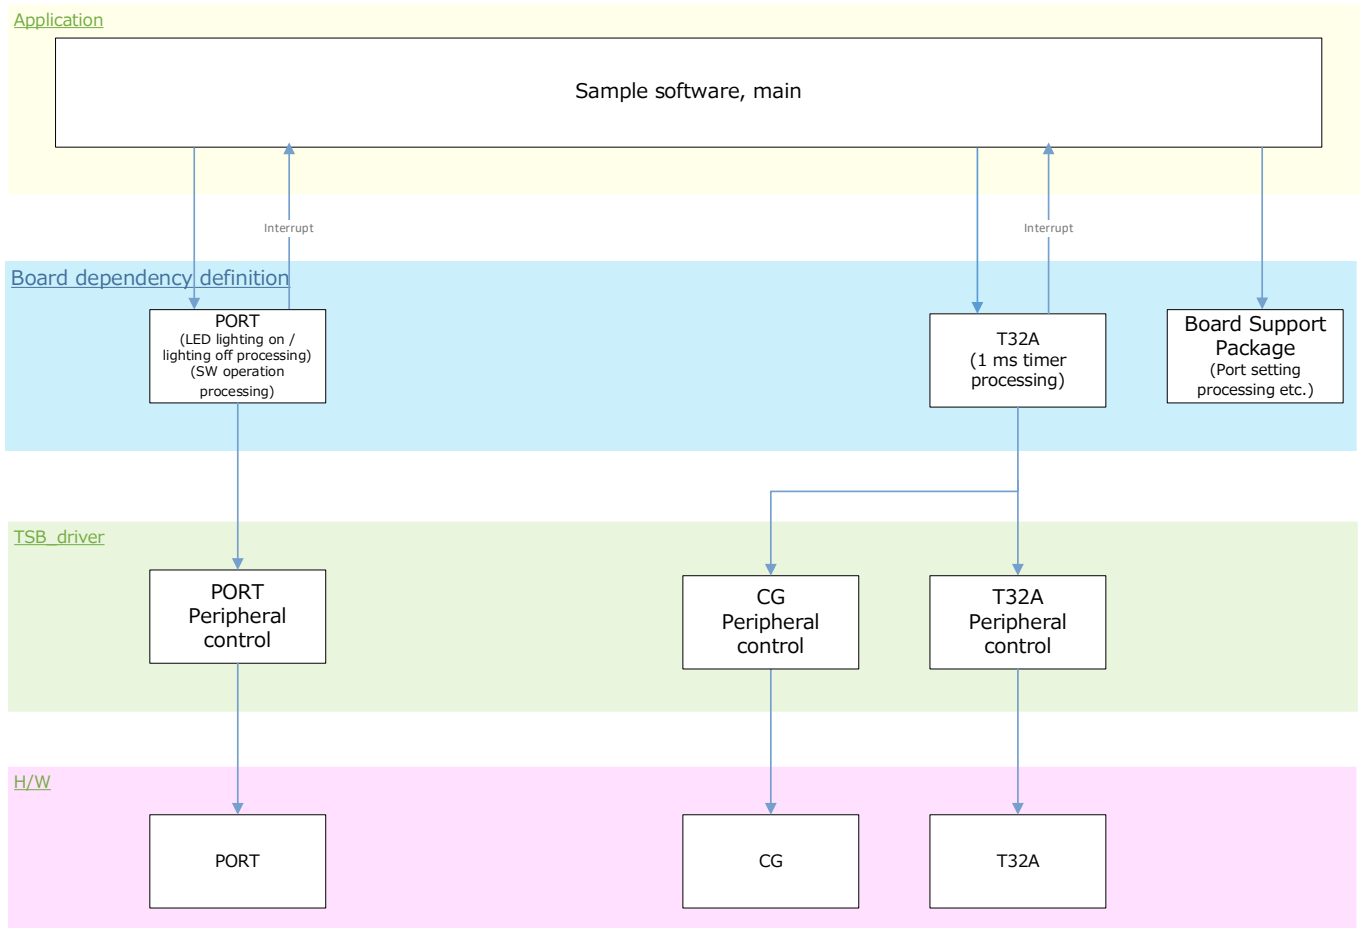 Application
Sample software, main
Interrupt
Interrupt
Board dependency definition
PORT
(LED lighting on /
lighting off processing)
(SW operation
processing)
T32A
(1 ms timer
processing)
Board Support
Package
(Port setting
processing etc.)
TSB_driver
PORT
Peripheral
control
CG
Peripheral
control
T32A
Peripheral
control
H/W
PORT
CG
T32A